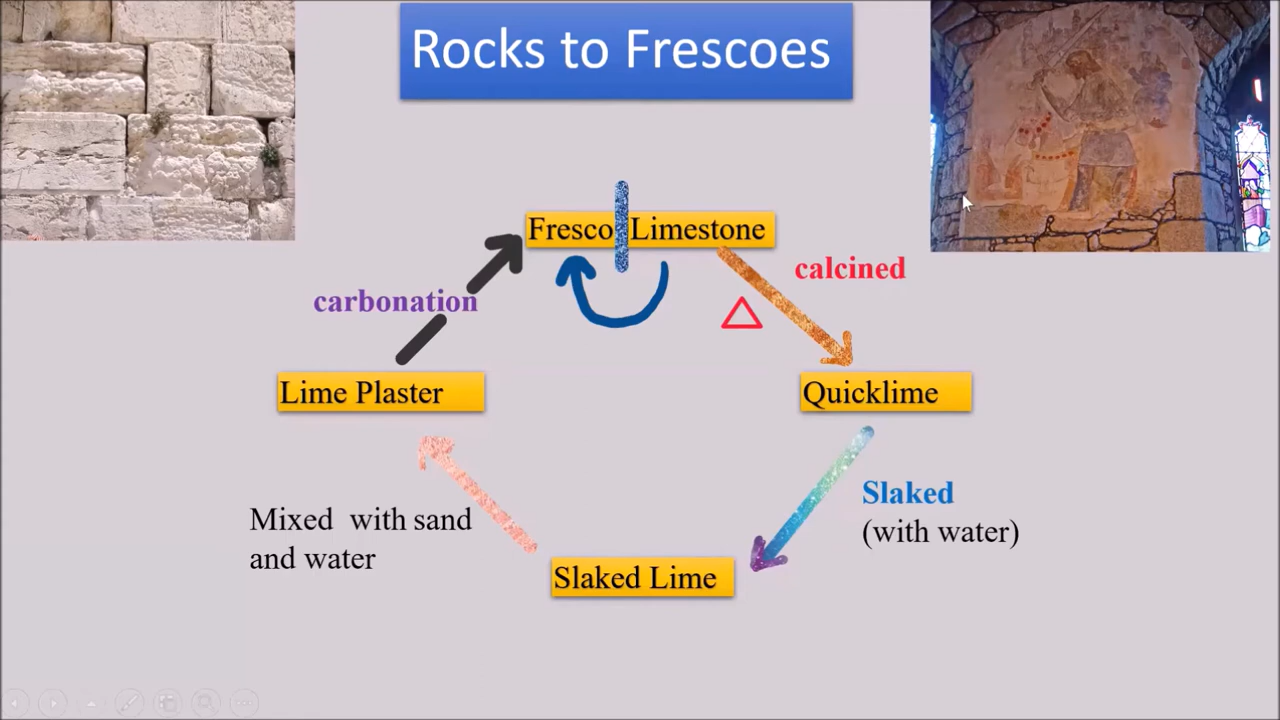 Rocks to Frescoes
Fresco Limestone
calcined
carbonation
Lime Plaster
Quicklime
Slaked
(with water)
Mixed with sand
and water
Slaked Lime